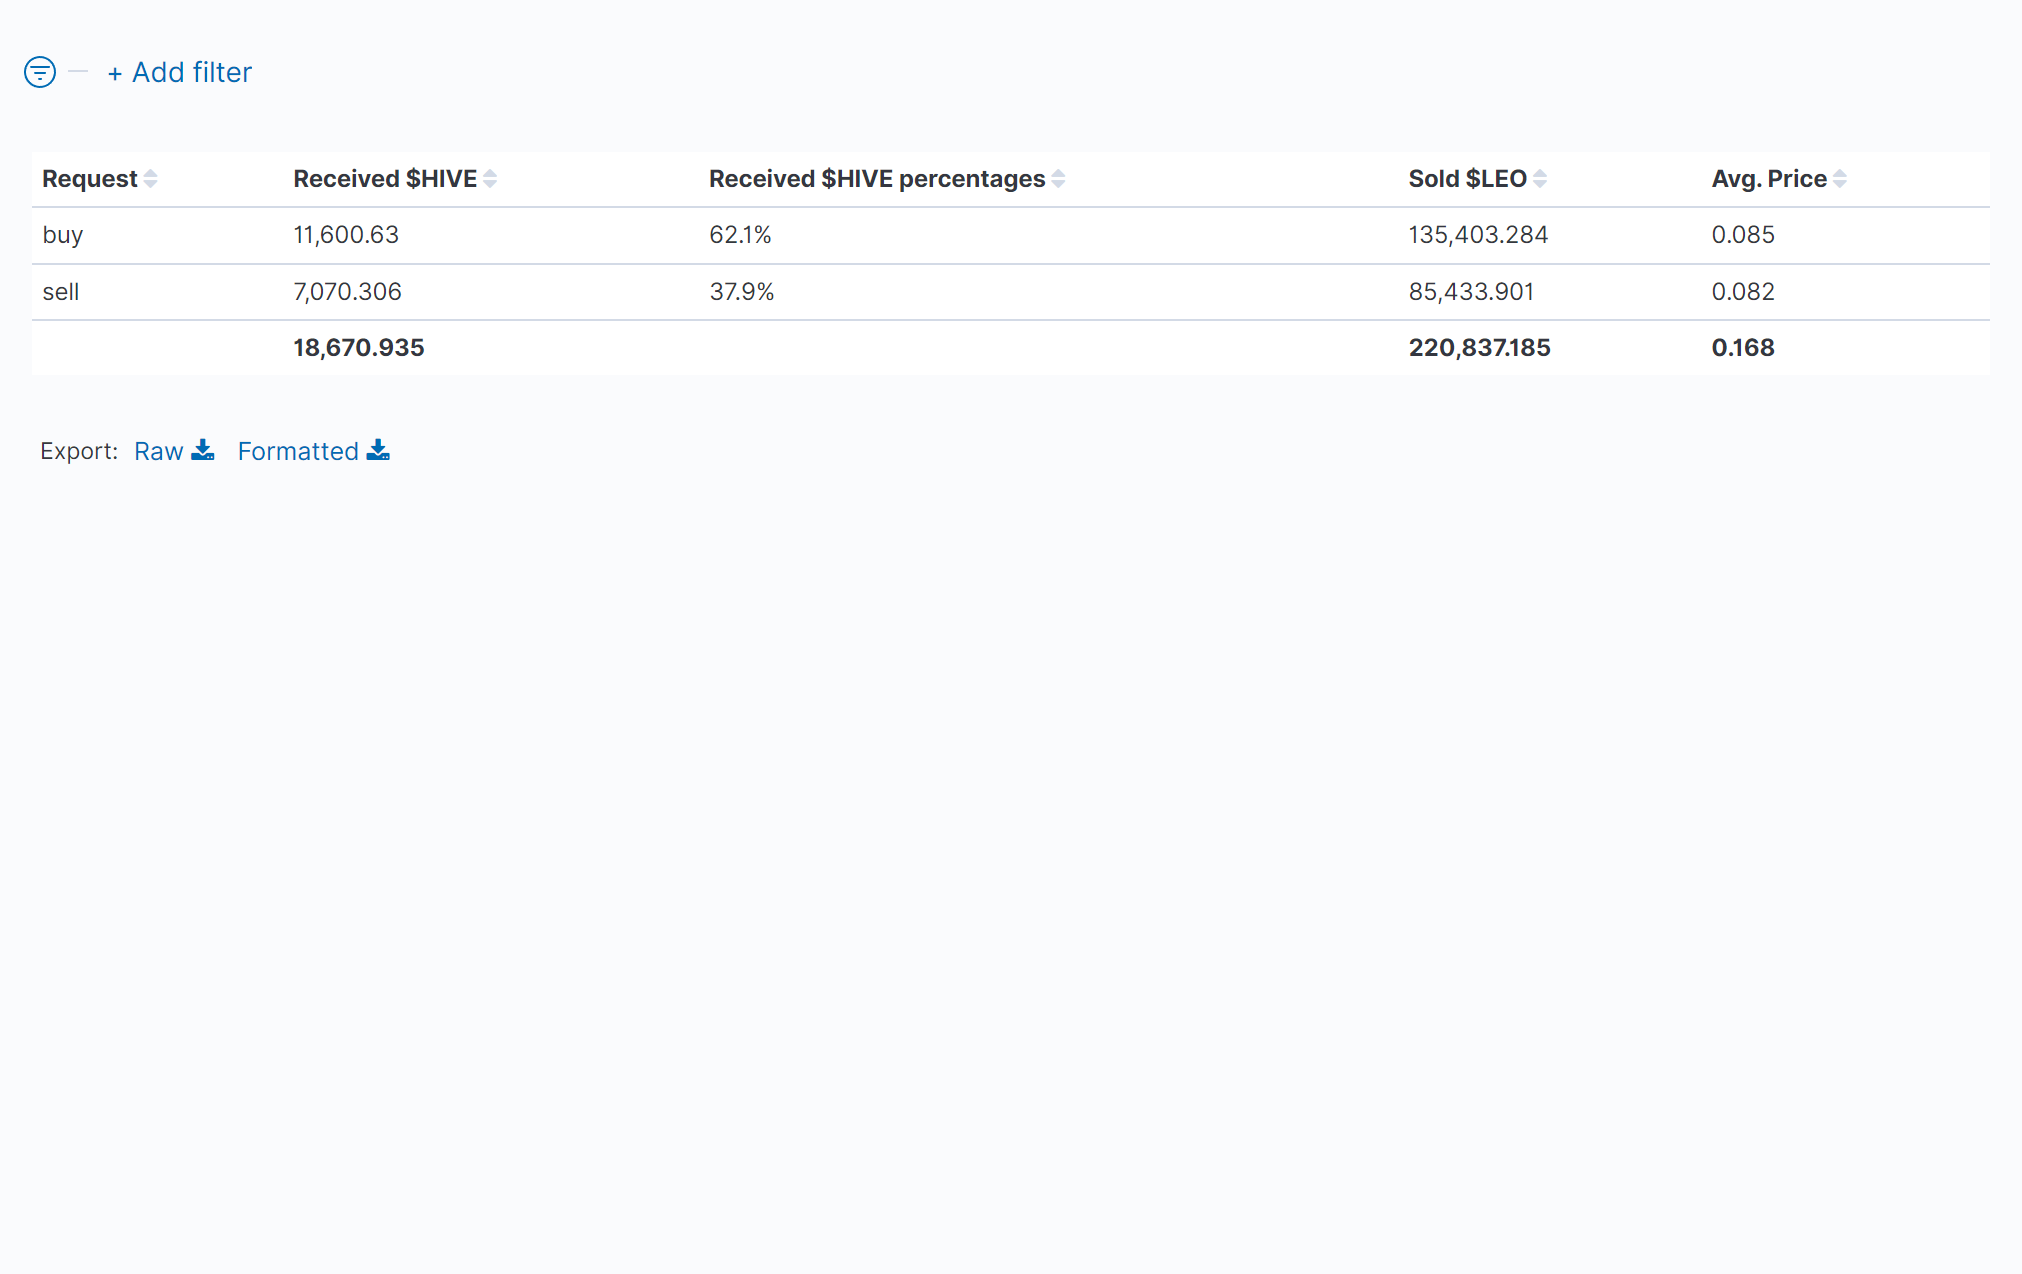 + Add filter
Request Received $HIVE Received $HIVE percentages Sold $LEO Avg. Price
buy 11,600.63 62.1% 135,403.284 0.085
sell 7,070.306 37.9% 85,433.901 0.082
18,670.935 220,837.185 0.168
Export: Raw Formatted